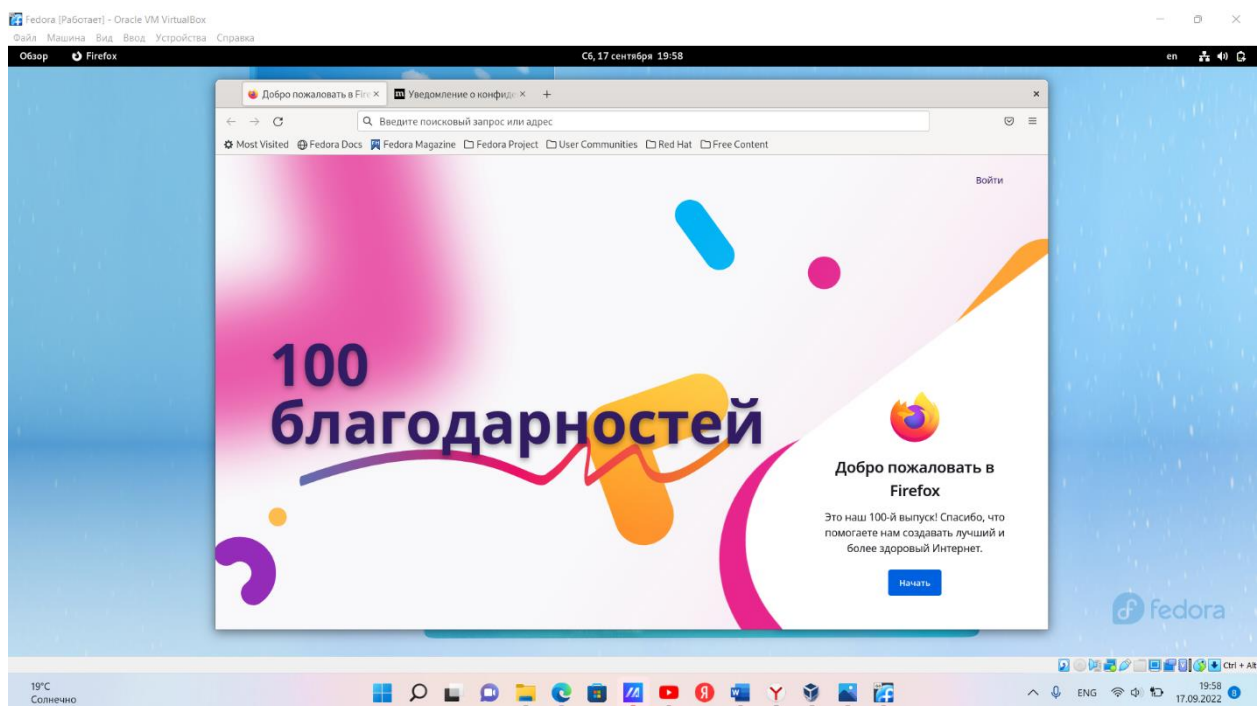 Fedora [Работает] - Oracle VM VirtualBox
Файл Машина Вид Ввод Устройства Справка
Обзор Firefox Сб, 17 сентября 19:58 en
Добро пожаловать в Fire Уведомление о конфиде
Введите поисковый запрос или адрес
Most Visited Fedora Docs Fedora Magazine Fedora Project User Communities Red Hat Free Content
Войти
100
благодарностей
Добро пожаловать в
Firefox
Это наш 100-й выпуск! Спасибо, что
помогаете нам создавать лучший и
более здоровый Интернет.
Начать
fedora
Ctrl + Alt
19°C
Солнечно
ENG
19:58
17.09.2022
8